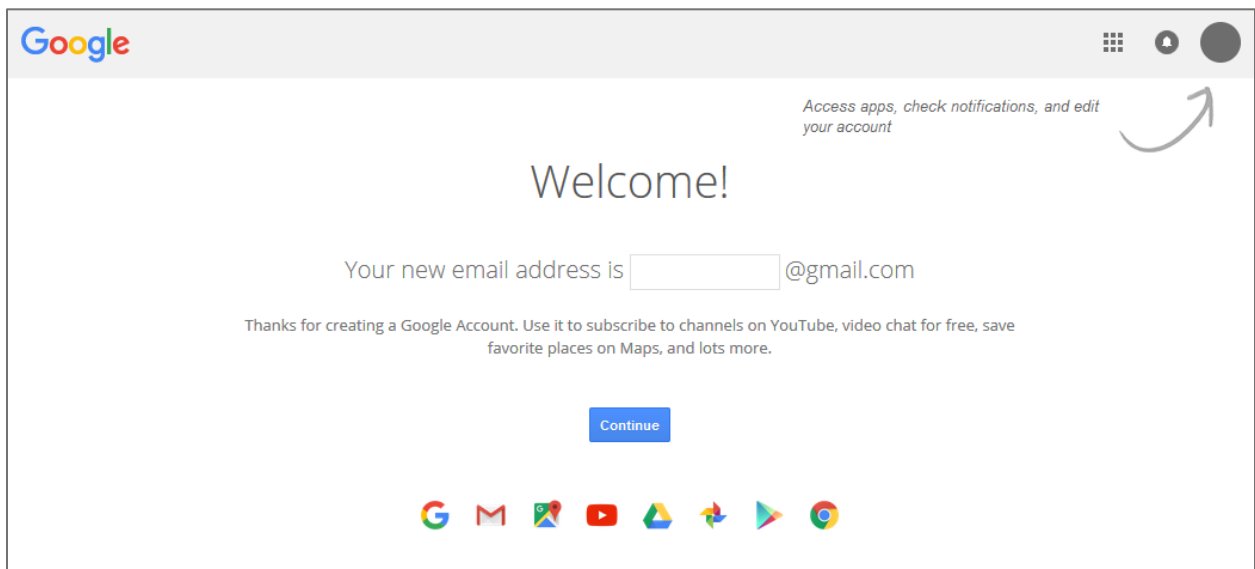 Google
Access apps, check notifications, and edit
your account
Welcome!
Your new email address is @gmail.com
Thanks for creating a Google Account. Use it to subscribe to channels on YouTube, video chat for free, save
favorite places on Maps, and lots more.
Continue